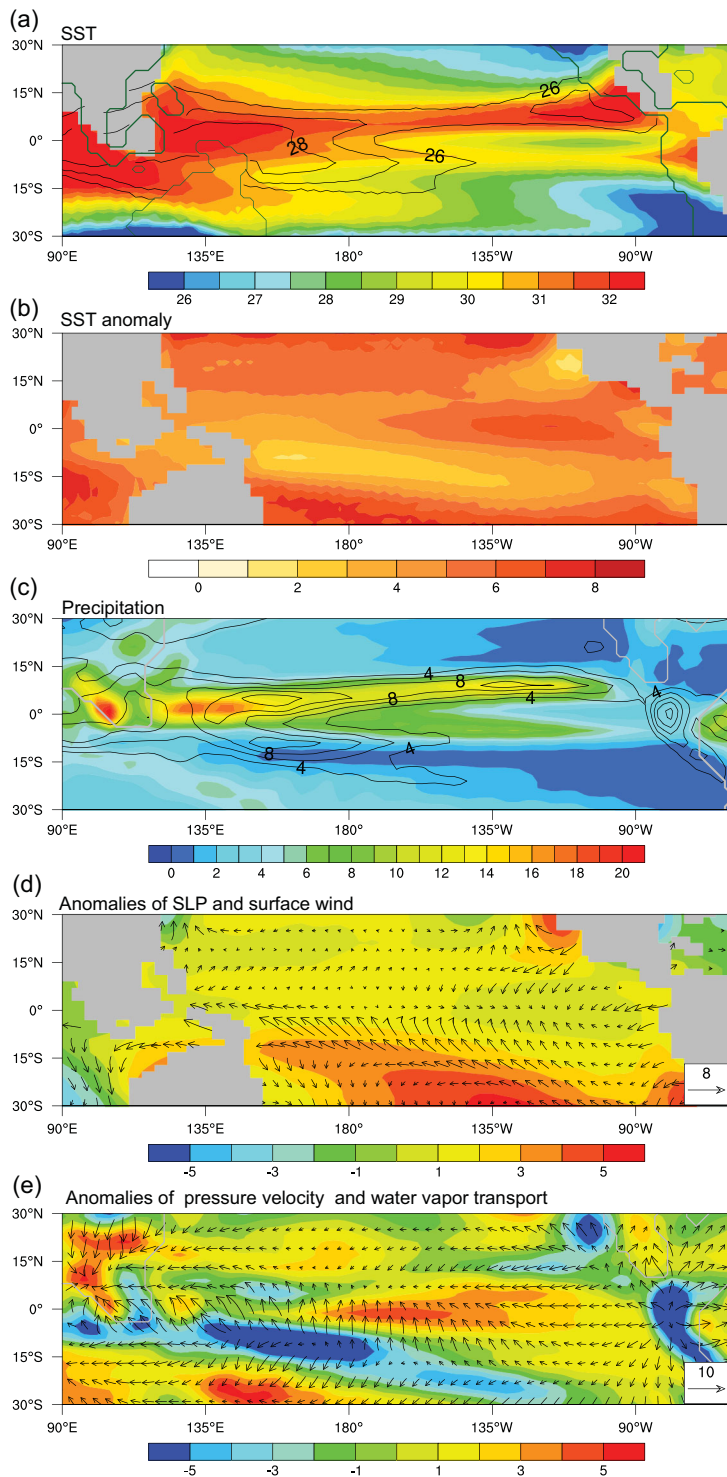 (a)
SST
30°N
15°N
0°
15°S
30°S
26
28
26
90°E 135°E 180° 135°W 90°W
26 27 28 29 30 31 32
(b)
SST anomaly
30°N
15°N
0°
15°S
30°S
90°E 135°E 180° 135°W 90°W
0 2 4 6 8
(c)
Precipitation
30°N
15°N
0°
15°S
30°S
4
8
8
4
4
8
4
4
90°E 135°E 180° 135°W 90°W
0 2 4 6 8 10 12 14 16 18 20
(d)
Anomalies of SLP and surface wind
30°N
15°N
0°
15°S
30°S
8
90°E 135°E 180° 135°W 90°W
-5 -3 -1 1 3 5
(e)
Anomalies of pressure velocity and water vapor transport
30°N
15°N
0°
15°S
30°S
10
90°E 135°E 180° 135°W 90°W
-5 -3 -1 1 3 5